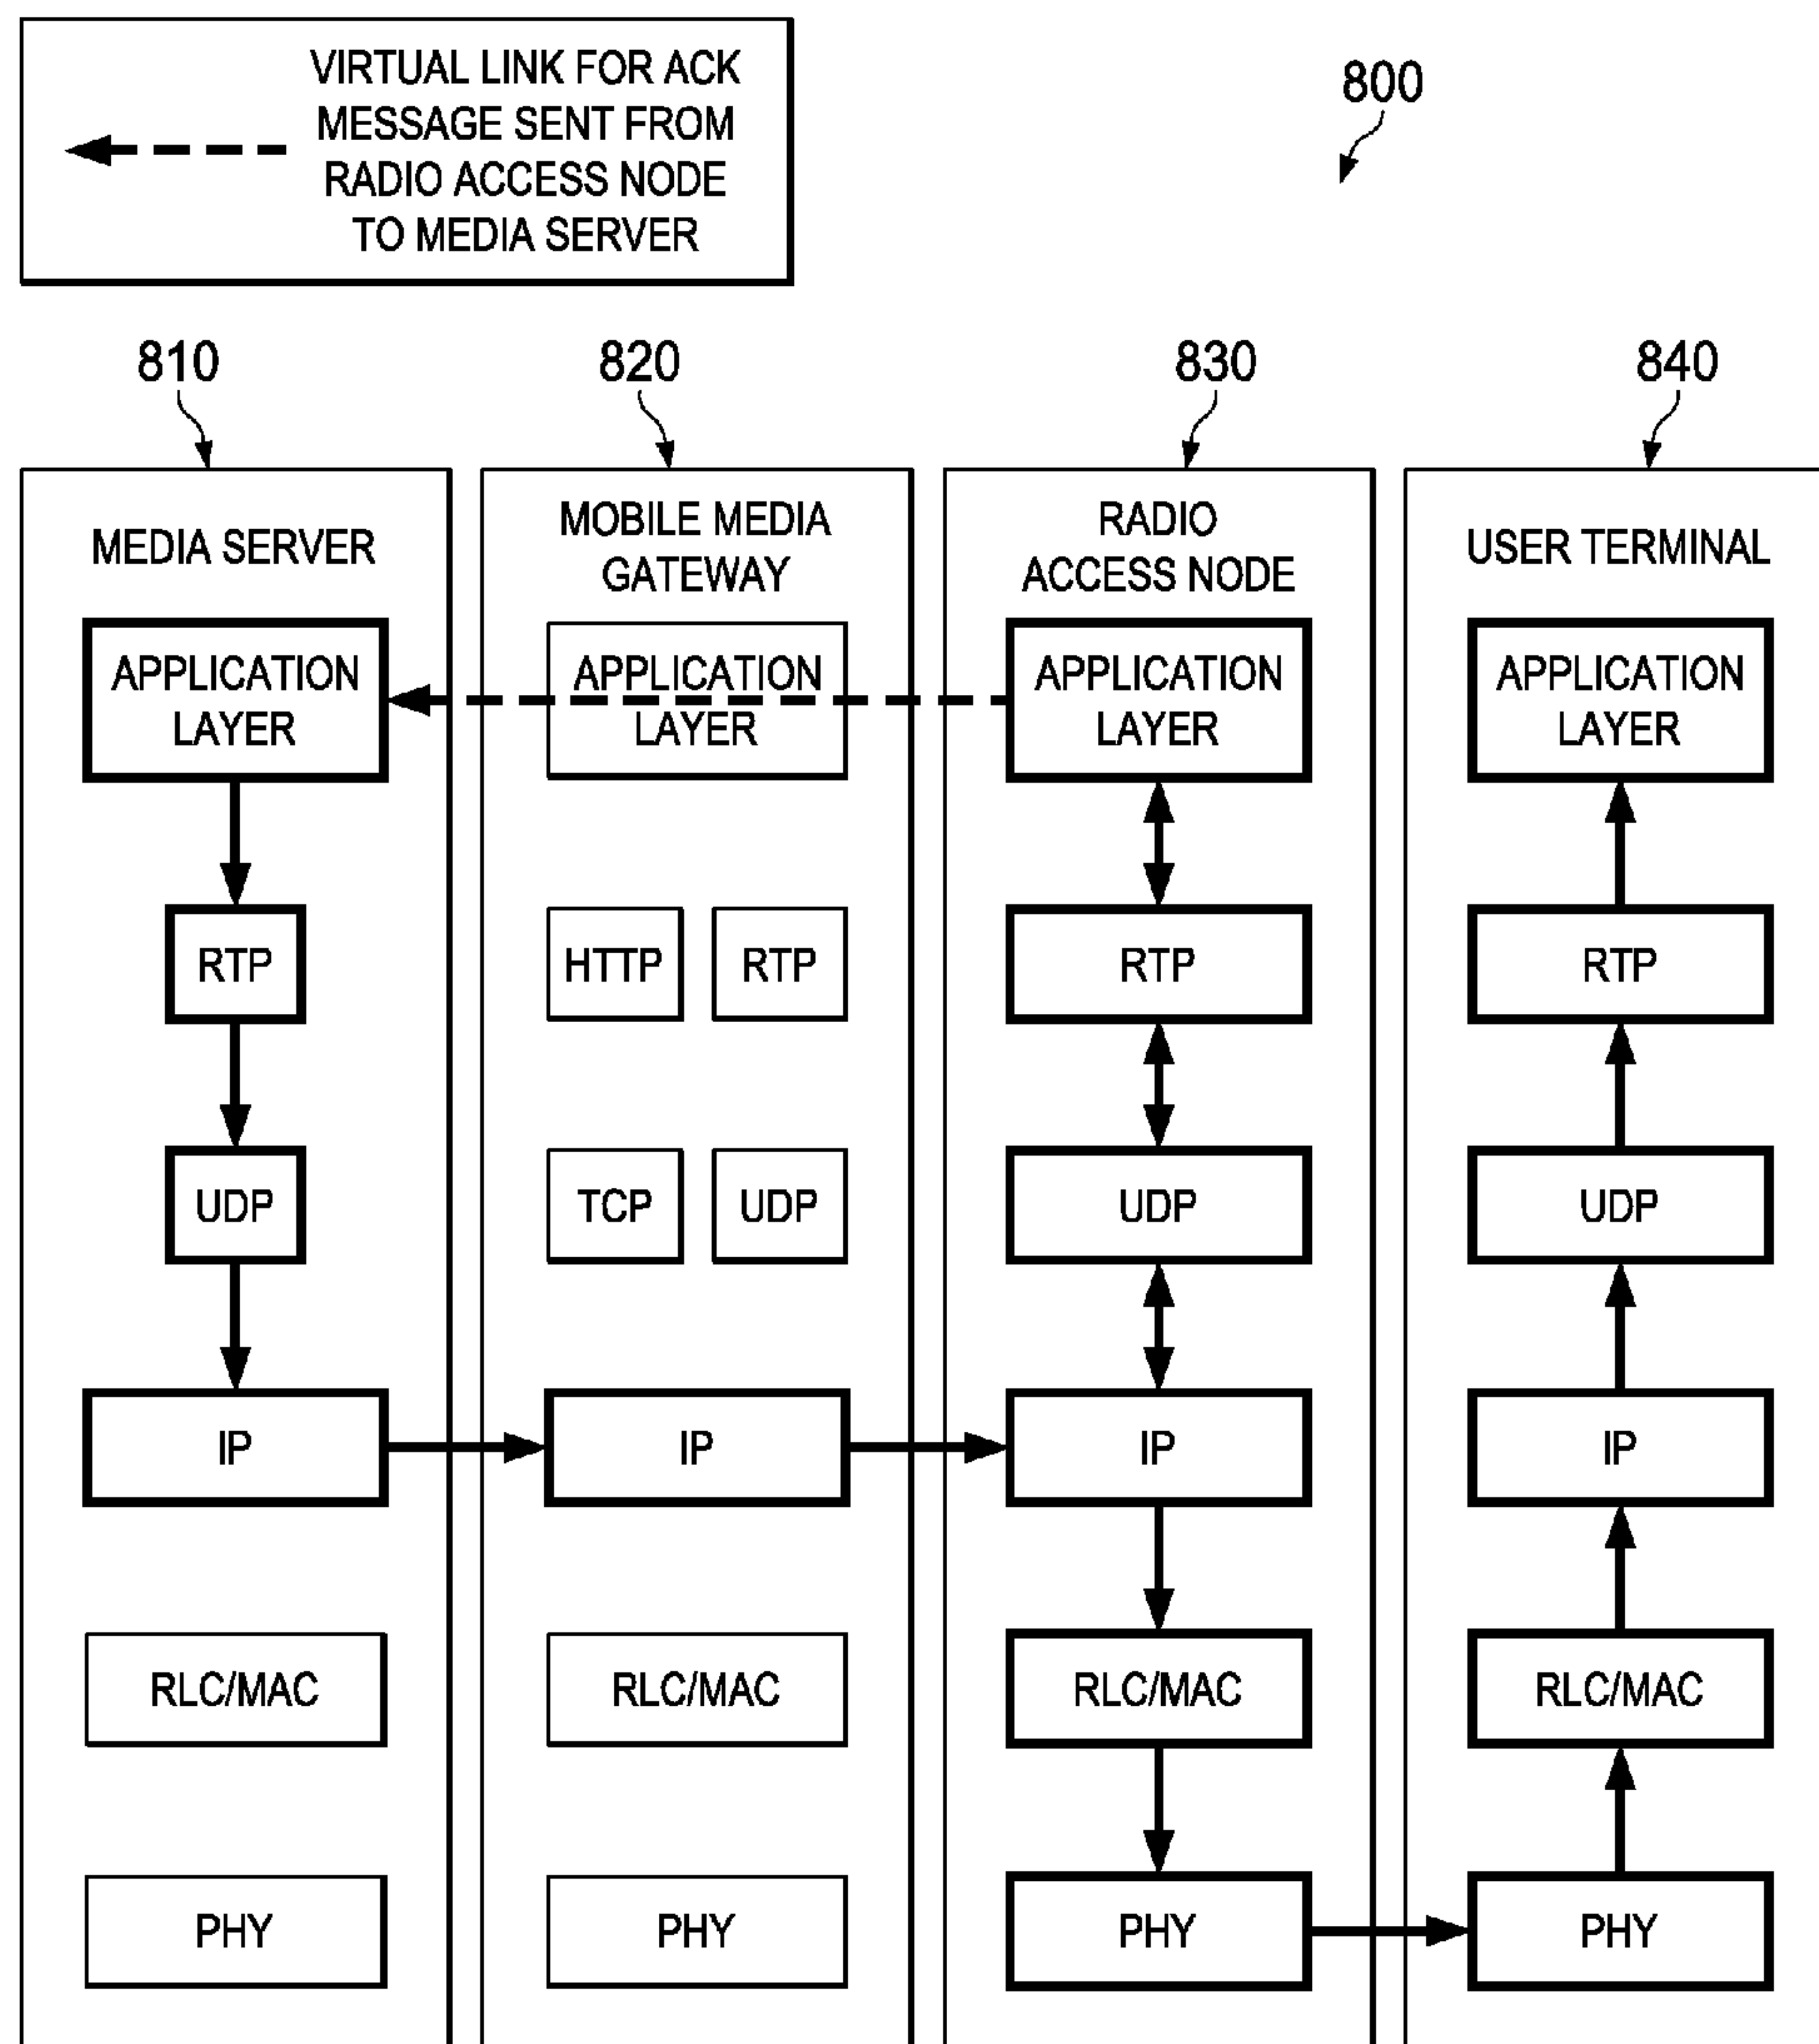 VIRTUAL LINK FOR ACK
MESSAGE SENT FROM
RADIO ACCESS NODE
TO MEDIA SERVER
800
810
820
830
840
MEDIA SERVER
APPLICATION
LAYER
RTP
UDP
IP
RLC/MAC
PHY
MOBILE MEDIA
GATEWAY
APPLICATION
LAYER
HTTP
RTP
TCP
UDP
IP
RLC/MAC
PHY
RADIO
ACCESS NODE
APPLICATION
LAYER
RTP
UDP
IP
RLC/MAC
PHY
USER TERMINAL
APPLICATION
LAYER
RTP
UDP
IP
RLC/MAC
PHY